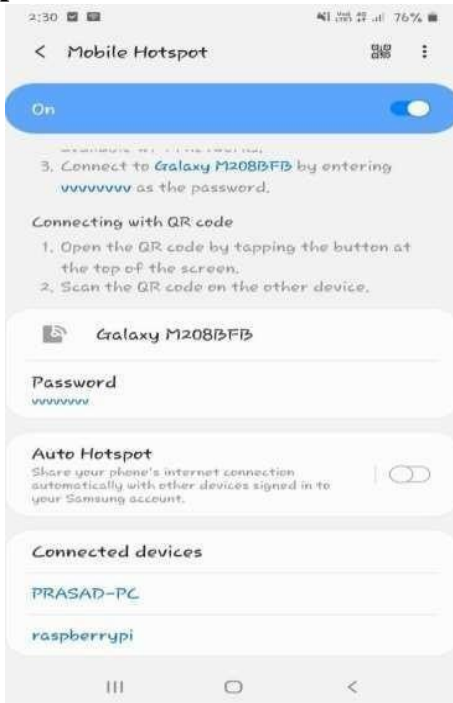 2:30
76%
Mobile Hotspot
On
3. Connect to Galaxy M208BFB by entering
vvvvvvvv as the password.
Connecting with QR code
1. Open the QR code by tapping the button at
the top of the screen.
2. Scan the QR code on the other device.
Galaxy M208BFB
Password
vvvvvvvv
Auto Hotspot
Share your phone's internet connection
automatically with other devices signed in to
your Samsung account.
Connected devices
PRASAD-PC
raspberrypi